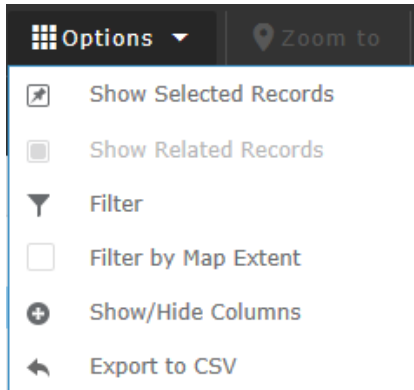 Options
Zoom to
Show Selected Records
Show Related Records
Filter
Filter by Map Extent
Show/Hide Columns
Export to CSV